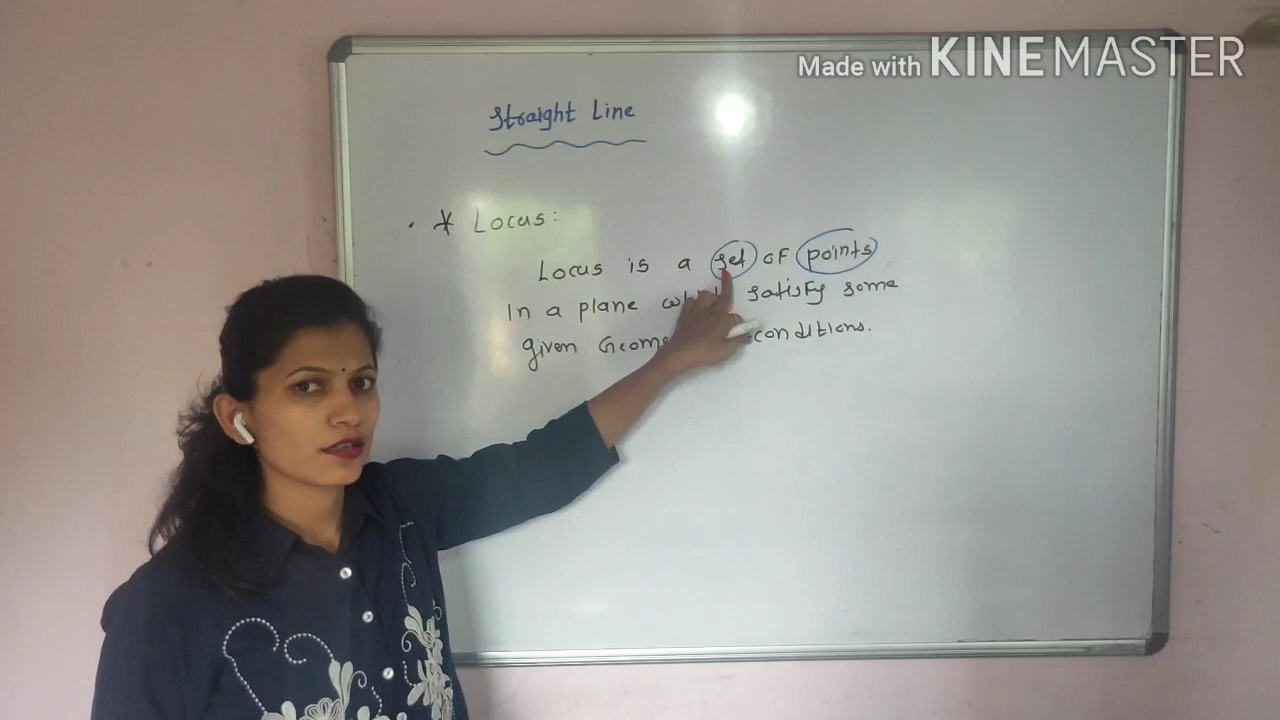 Made with KINEMASTER
Straight Line
* Locus:
Locus is a set of points
In a plane satisfy some
given conditions.